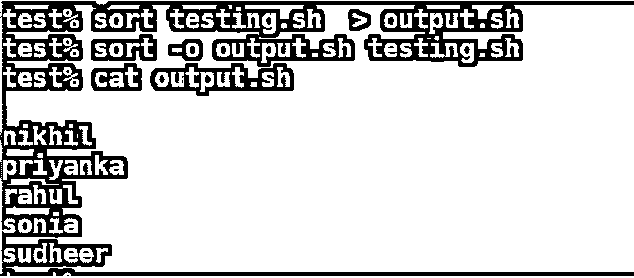 test% sort testing.sh  > output.sh
test% sort -o output.sh testing.sh
test% cat output.sh

nikhil
priyanka
rahul
sonia
sudheer